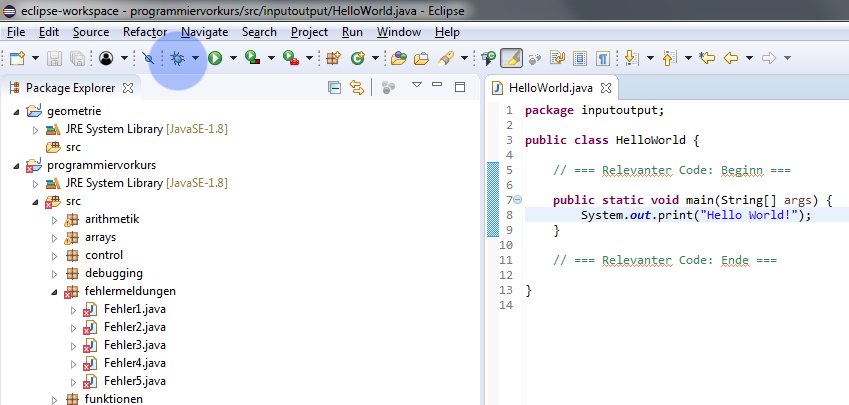 eclipse-workspace - programmiervorkurs/src/inputoutput/HelloWorld.java - Eclipse
File Edit Source Refactor Navigate Search Project Run Window Help
Package Explorer
geometrie
JRE System Library [JavaSE-1.8]
src
programmiervorkurs
JRE System Library [JavaSE-1.8]
src
arithmetik
arrays
control
debugging
fehlermeldungen
Fehler1.java
Fehler2.java
Fehler3.java
Fehler4.java
Fehler5.java
funktionen
HelloWorld.java
1 package inputoutput;
2
3 public class HelloWorld {
4
5 // === Relevanter Code: Beginn ===
6
7 public static void main(String[] args) {
8 System.out.print("Hello World!");
9 }
10
11 // === Relevanter Code: Ende ===
12
13 }
14